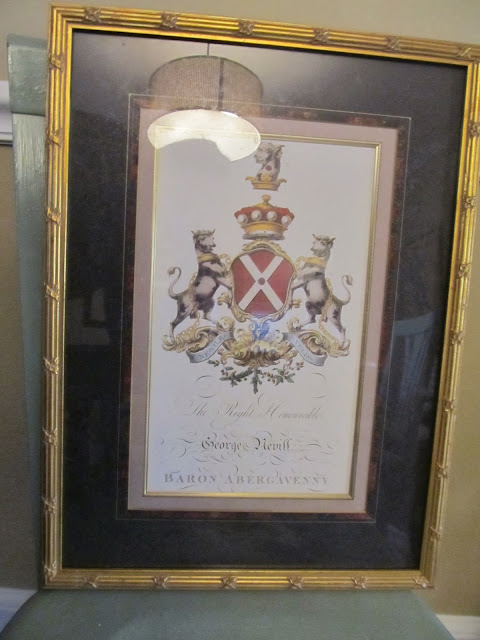 The Right Honourable
George Nevill
BARON ABERGAVENNY